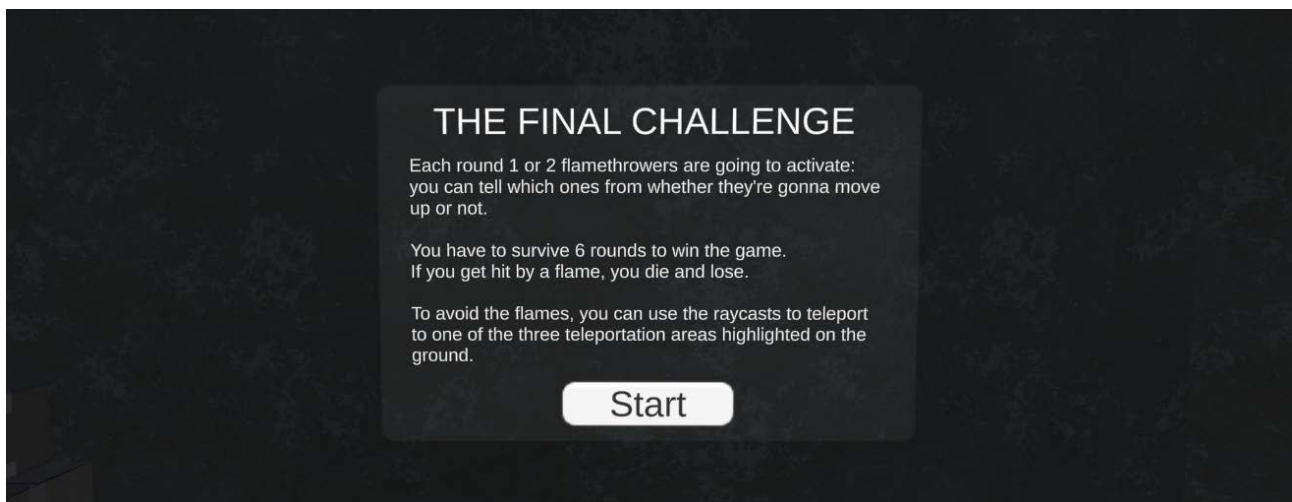 THE FINAL CHALLENGE
Each round 1 or 2 flamethrowers are going to activate:
you can tell which ones from whether they're gonna move
up or not.
You have to survive 6 rounds to win the game.
If you get hit by a flame, you die and lose.
To avoid the flames, you can use the raycasts to teleport
to one of the three teleportation areas highlighted on the
ground.
Start